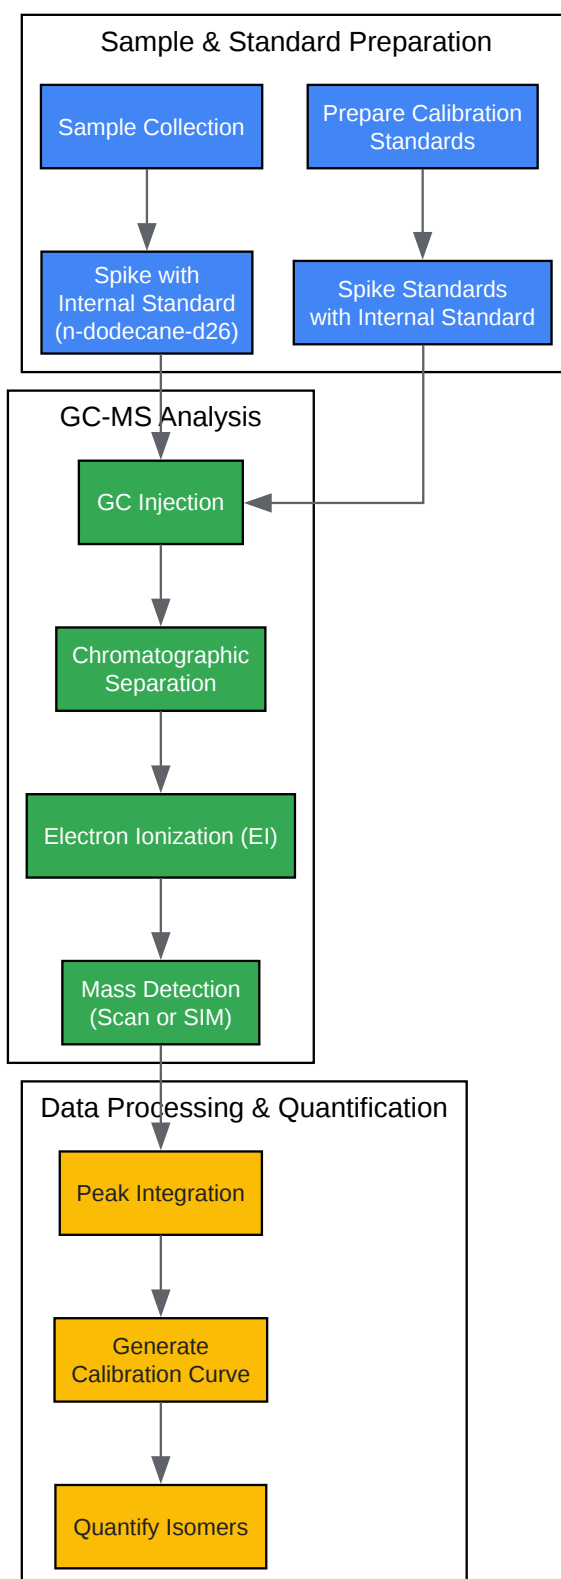 Sample & Standard Preparation
Sample Collection
Prepare Calibration
Standards
Spike with
Internal Standard
(n-dodecane-d26)
Spike Standards
with Internal Standard
GC-MS Analysis
GC Injection
Chromatographic
Separation
Electron Ionization (EI)
Mass Detection
(Scan or SIM)
Data Processing & Quantification
Peak Integration
Generate
Calibration Curve
Quantify Isomers